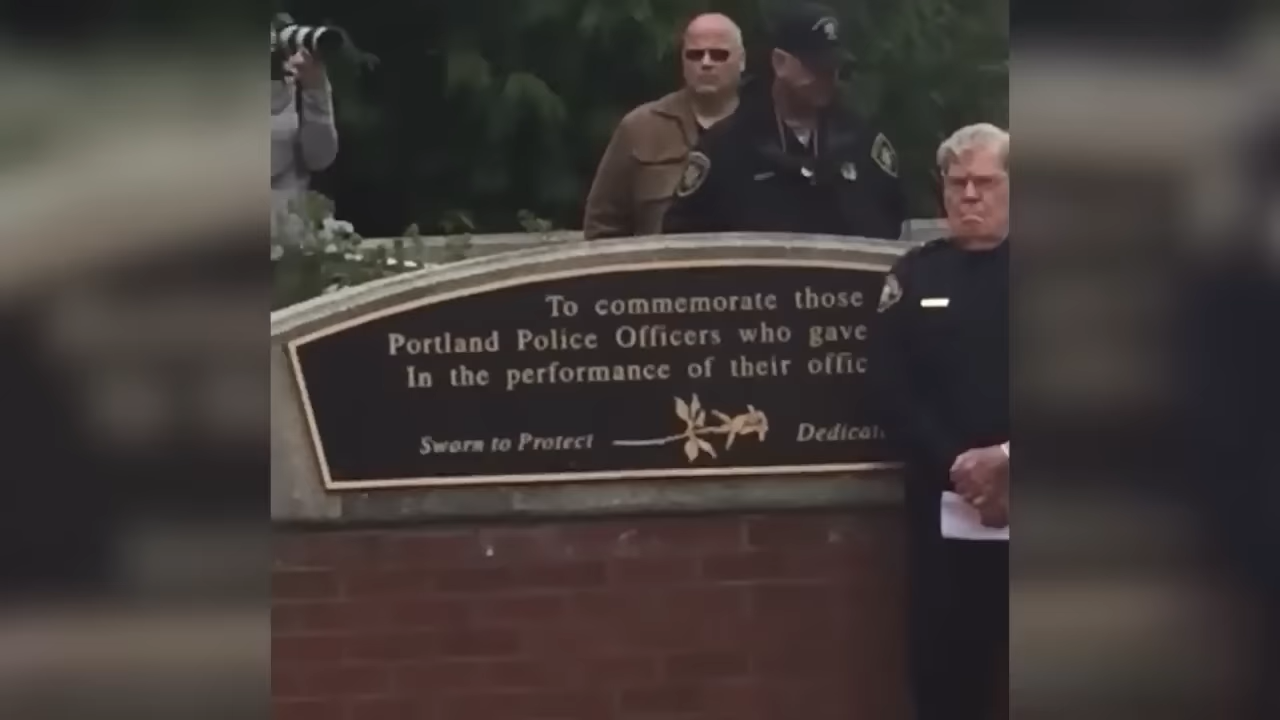 To commemorate those
Portland Police Officers who gave
In the performance of their offic
Sworn to Protect Dedicat